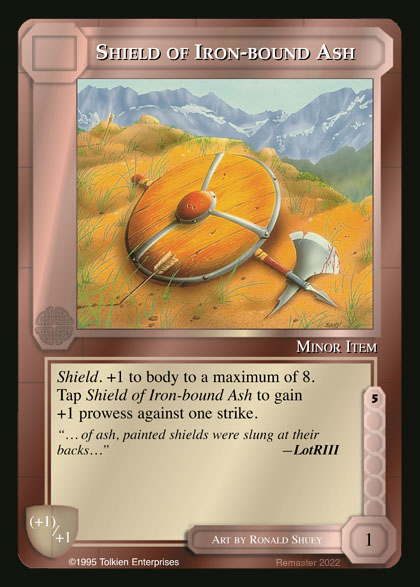 Shield of Iron-bound Ash
Minor Item
Shield. +1 to body to a maximum of 8.
Tap Shield of Iron-bound Ash to gain
+1 prowess against one strike.
“… of ash, painted shields were slung at their
backs…” —LotRIII
5
(+1)/+1
Art by Ronald Shuey
1
©1995 Tolkien Enterprises
Remaster 2022